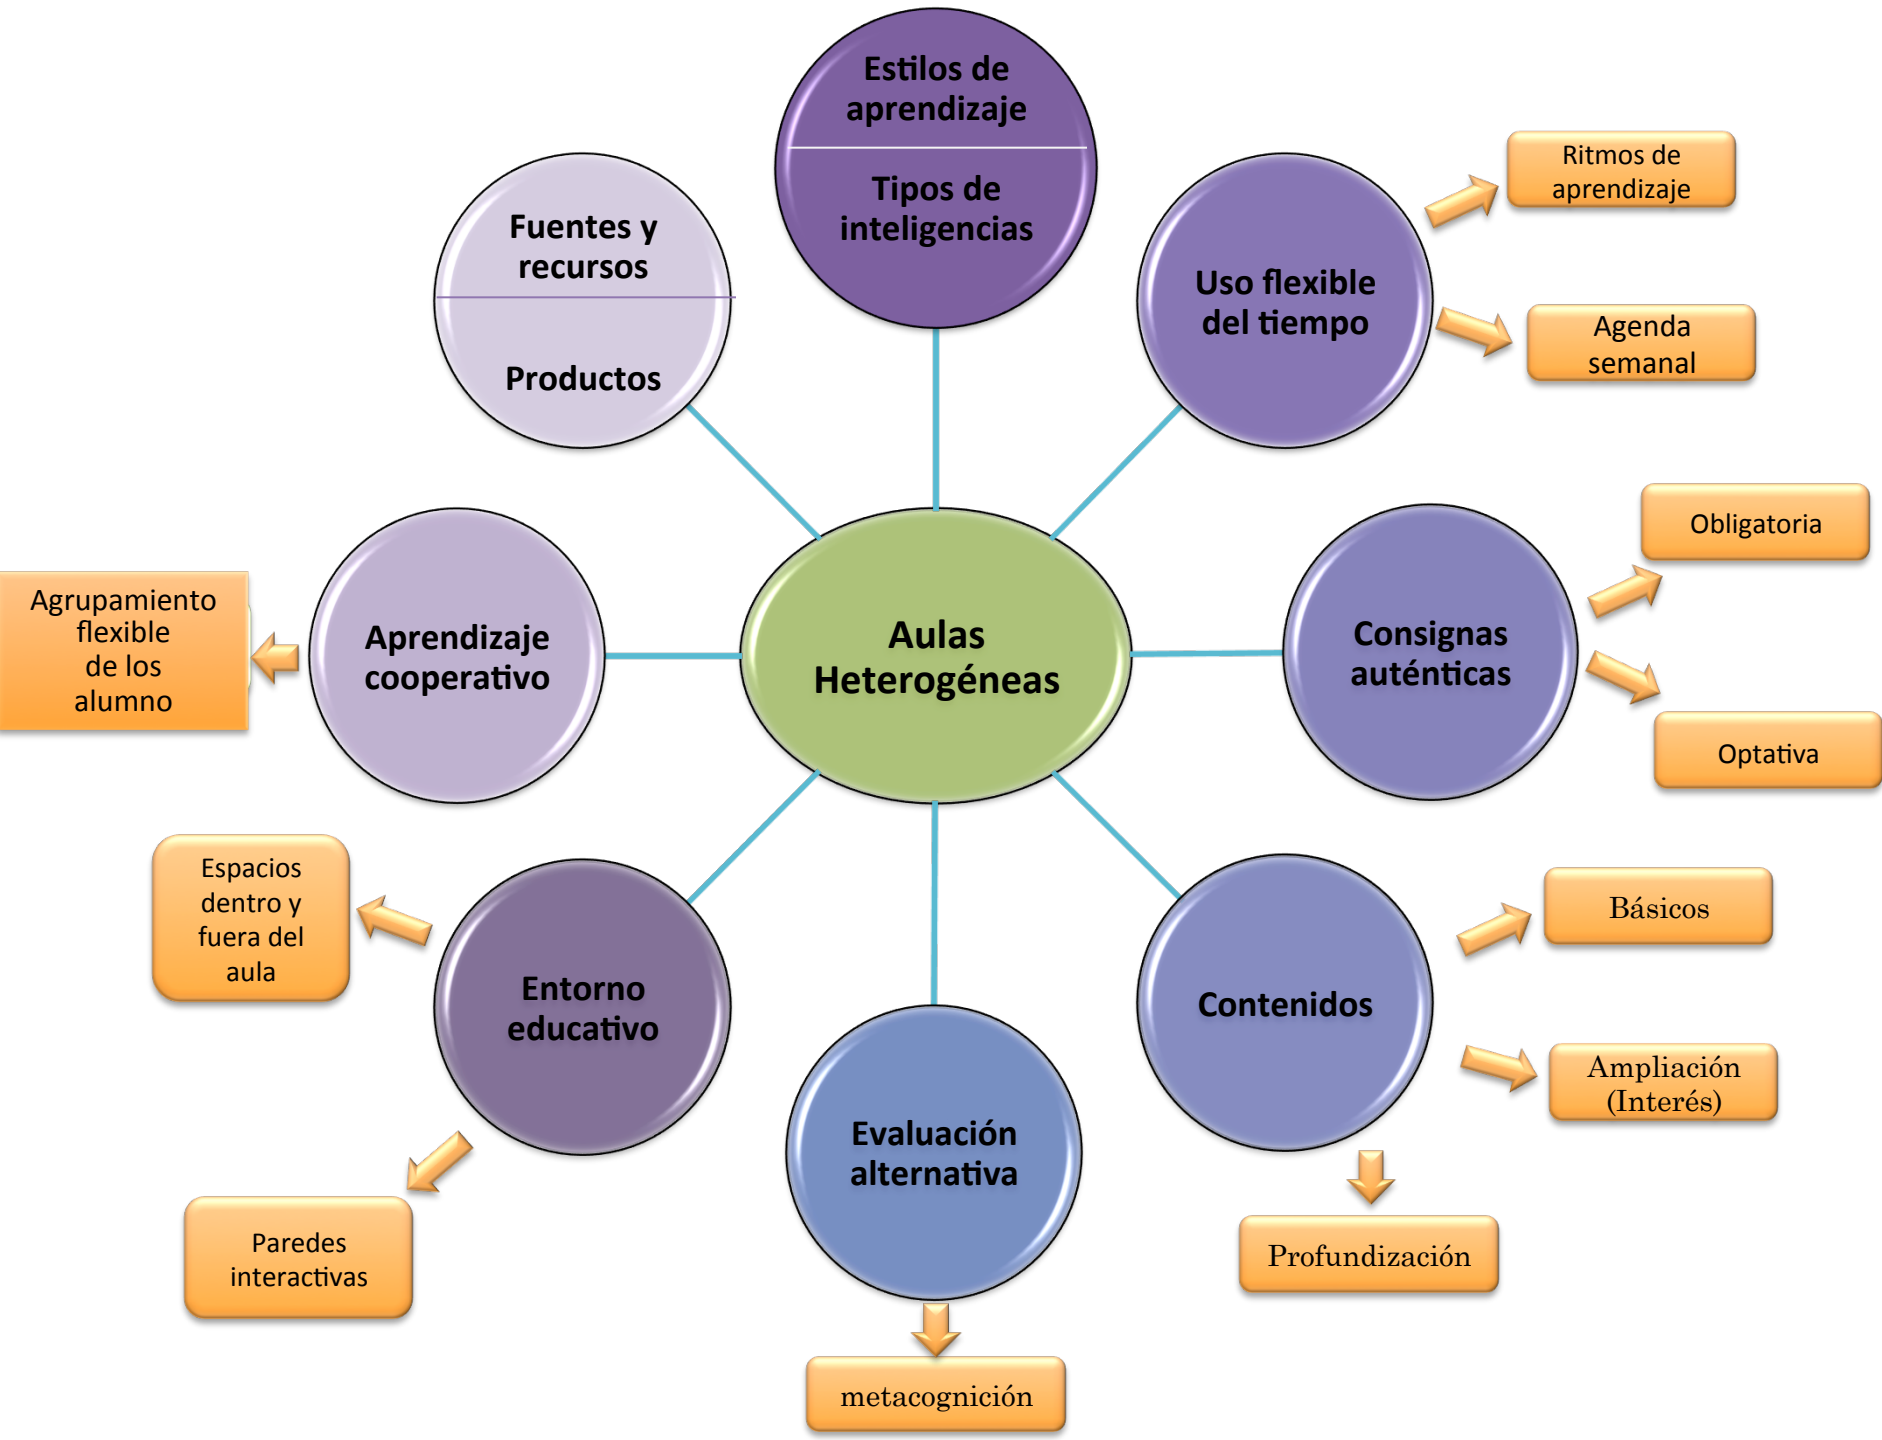 Estilos de
aprendizaje
Tipos de
inteligencias
Fuentes y
recursos
Productos
Uso flexible
del tiempo
Ritmos de
aprendizaje
Agenda
semanal
Aulas
Heterogéneas
Consignas
auténticas
Obligatoria
Optativa
Aprendizaje
cooperativo
Agrupamiento
flexible
de los
alumno
Entorno
educativo
Espacios
dentro y
fuera del
aula
Paredes
interactivas
Evaluación
alternativa
metacognición
Contenidos
Básicos
Ampliación
(Interés)
Profundización